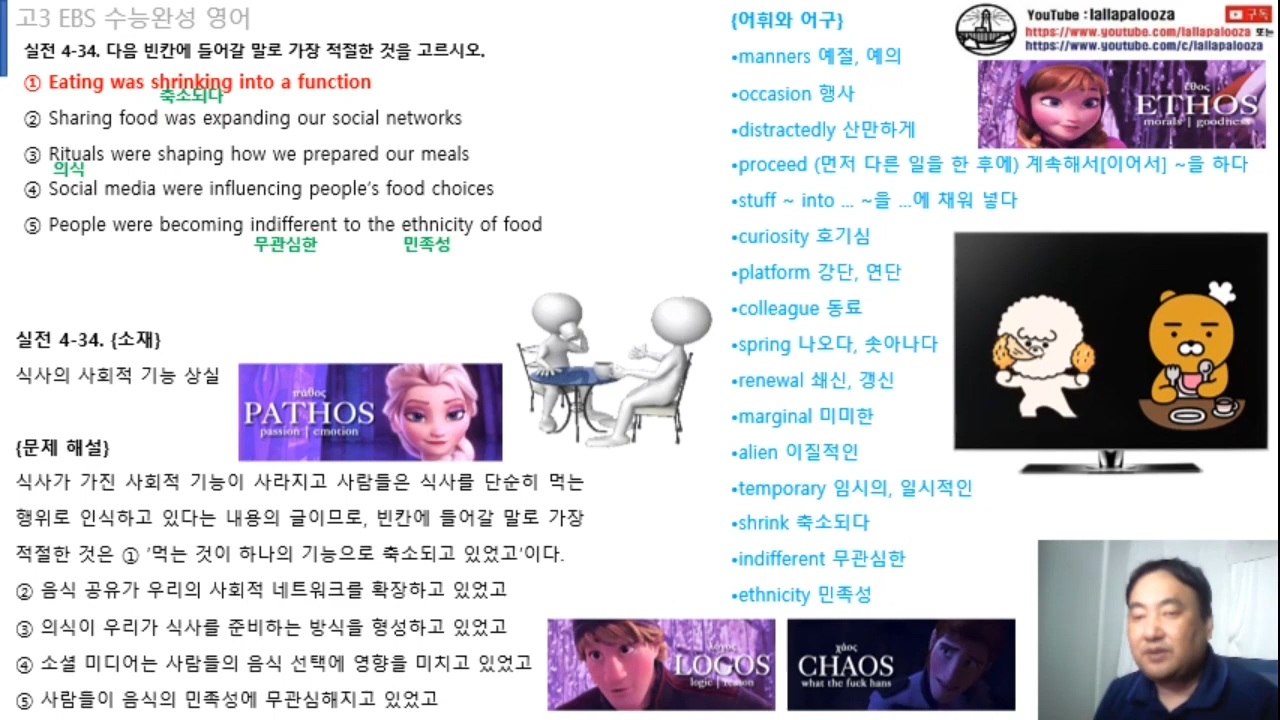 고3 EBS 수능완성 영어
실전 4-34. 다음 빈칸에 들어갈 말로 가장 적절한 것을 고르시오.
① Eating was shrinking into a function
축소되다
② Sharing food was expanding our social networks
③ Rituals were shaping how we prepared our meals
의식
④ Social media were influencing people's food choices
⑤ People were becoming indifferent to the ethnicity of food
무관심한 민족성
실전 4-34. {소재}
식사의 사회적 기능 상실
πάθος
PATHOS
passion | emotion
{문제 해설}
식사가 가진 사회적 기능이 사라지고 사람들은 식사를 단순히 먹는
행위로 인식하고 있다는 내용의 글이므로, 빈칸에 들어갈 말로 가장
적절한 것은 ① '먹는 것이 하나의 기능으로 축소되고 있었고'이다.
② 음식 공유가 우리의 사회적 네트워크를 확장하고 있었고
③ 의식이 우리가 식사를 준비하는 방식을 형성하고 있었고
④ 소셜 미디어는 사람들의 음식 선택에 영향을 미치고 있었고
⑤ 사람들이 음식의 민족성에 무관심해지고 있었고
{어휘와 어구}
•manners 예절, 예의
•occasion 행사
•distractedly 산만하게
•proceed (먼저 다른 일을 한 후에) 계속해서[이어서] ~을 하다
•stuff ~ into ... ~을 ...에 채워 넣다
•curiosity 호기심
•platform 강단, 연단
•colleague 동료
•spring 나오다, 솟아나다
•renewal 쇄신, 갱신
•marginal 미미한
•alien 이질적인
•temporary 임시의, 일시적인
•shrink 축소되다
•indifferent 무관심한
•ethnicity 민족성
YouTube : lallapalooza 구독
https://www.youtube.com/lallapalooza 또는
https://www.youtube.com/c/lallapalooza
ἔθος
ETHOS
morals | goodness
λόγος
LOGOS
logic | reason
χάος
CHAOS
what the fuck hans